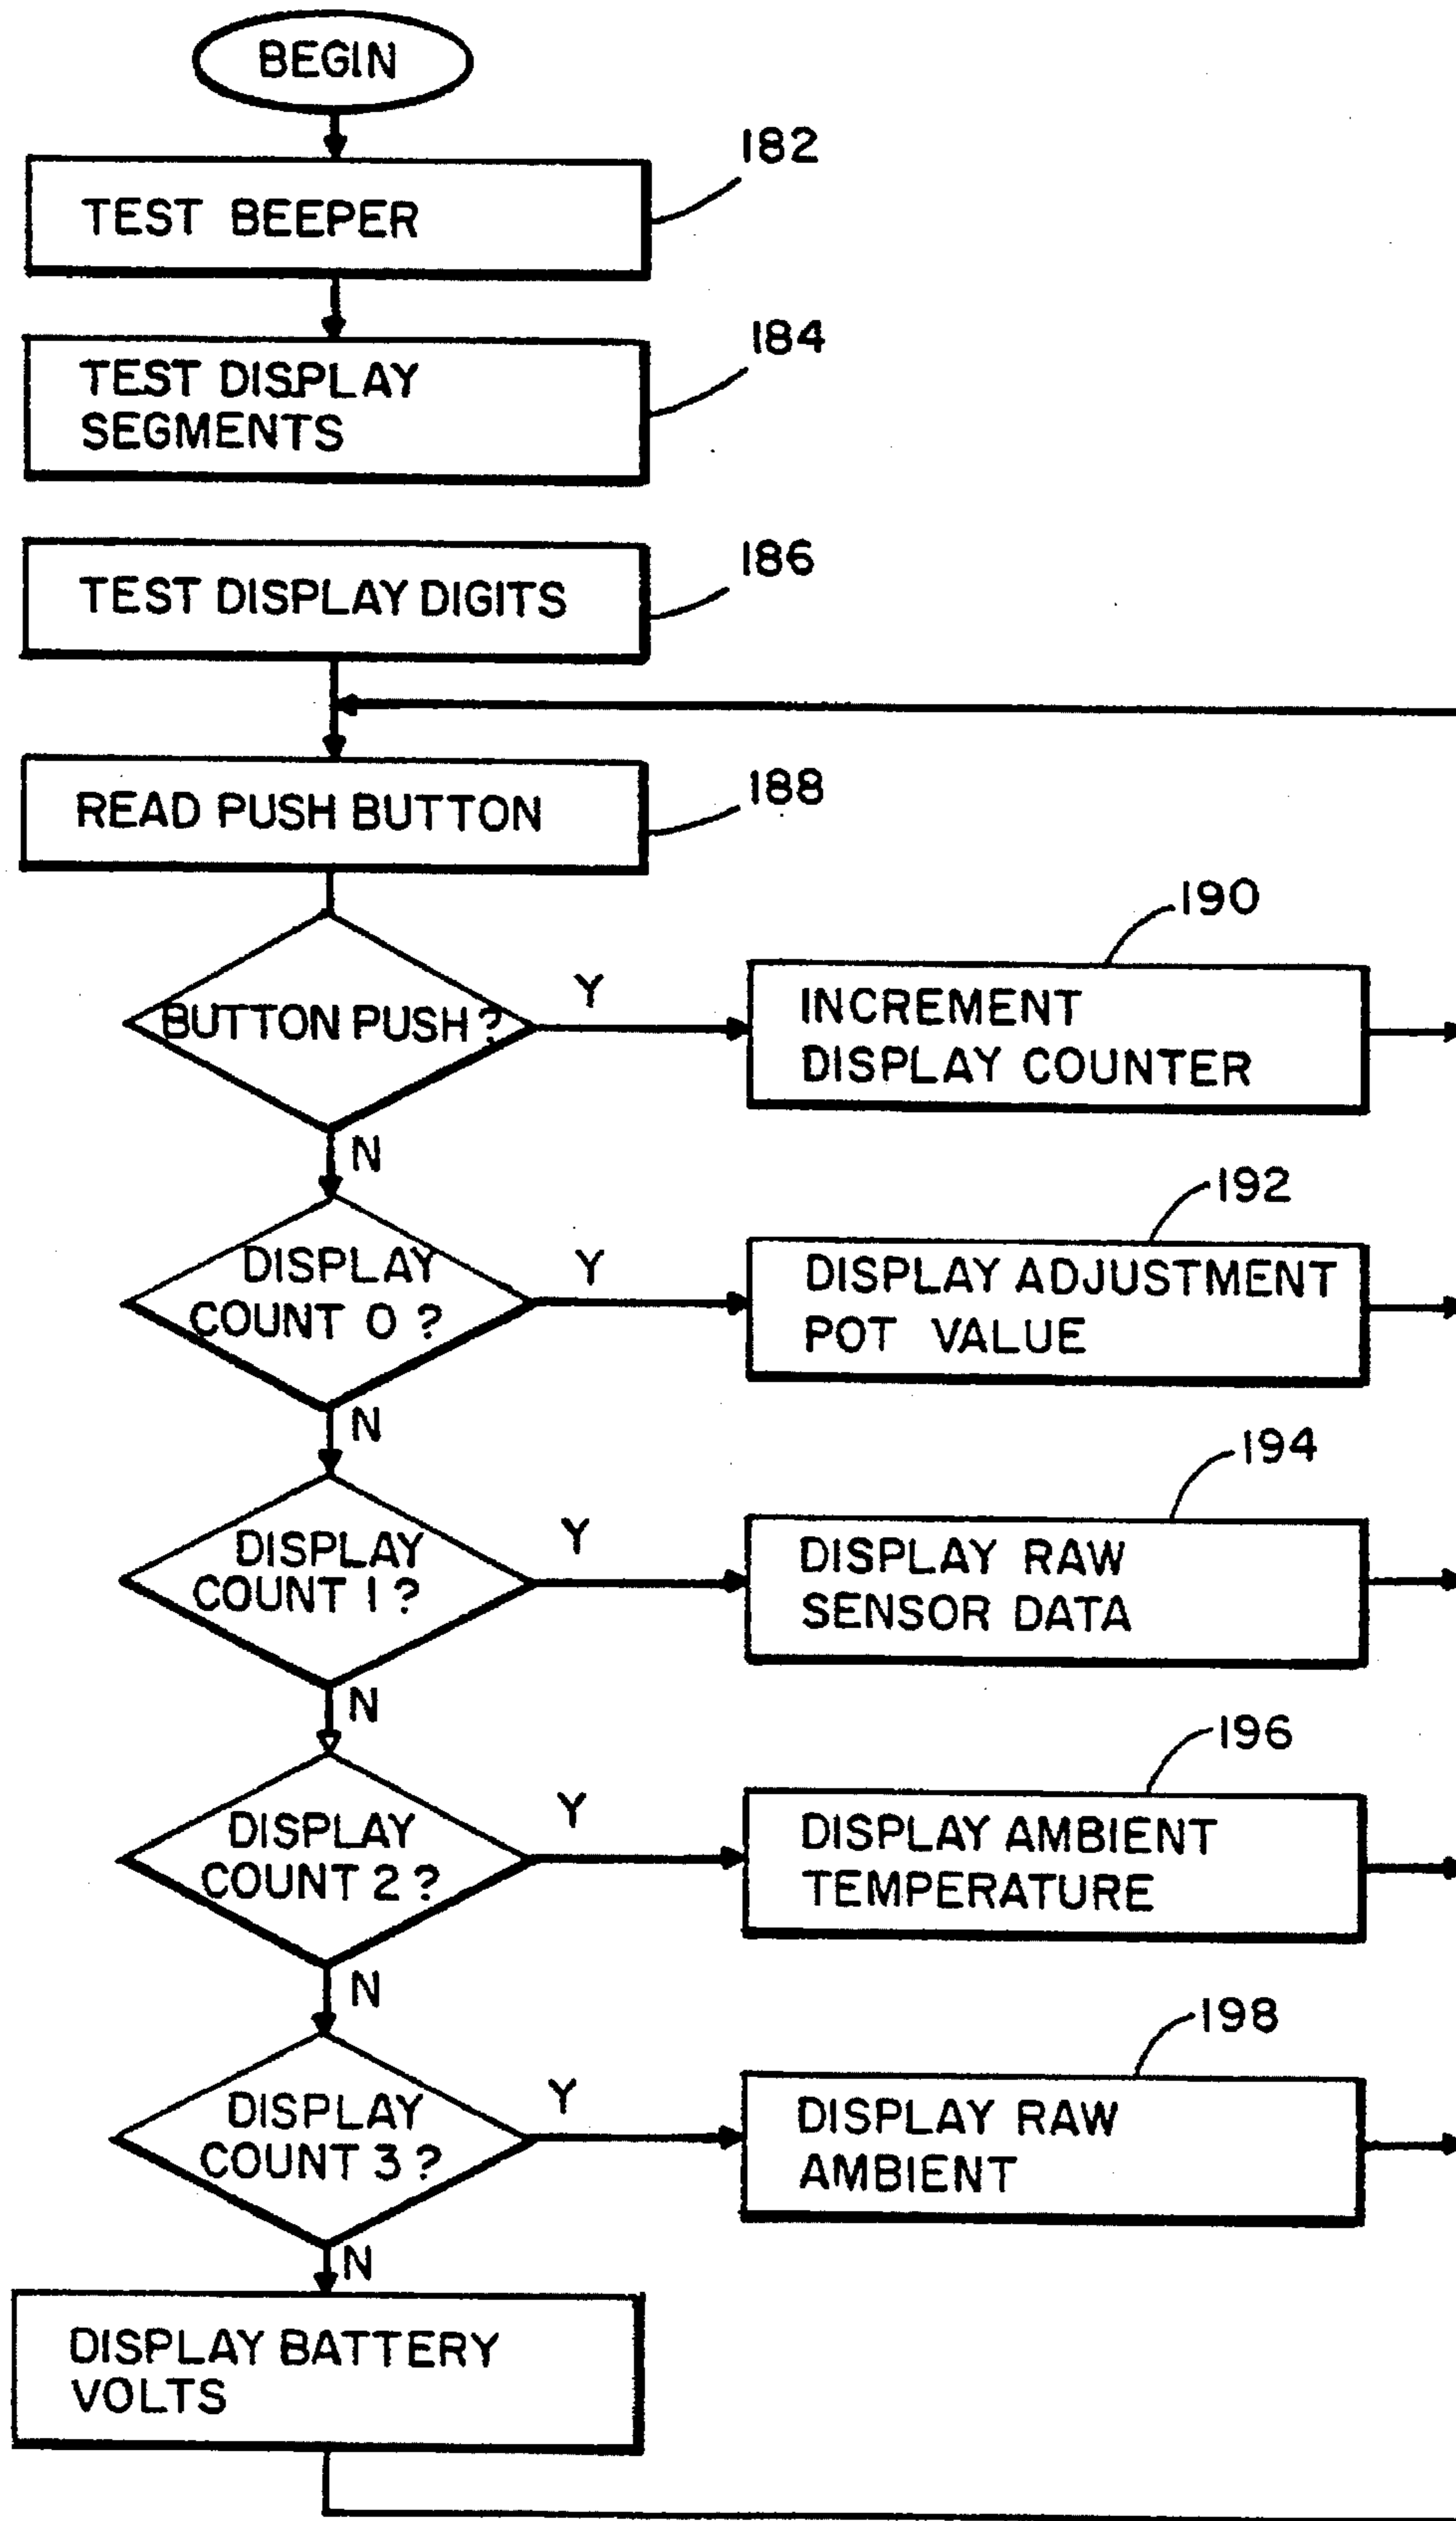 BEGIN
182
TEST BEEPER
184
TEST DISPLAY
SEGMENTS
186
TEST DISPLAY DIGITS
188
READ PUSH BUTTON
190
BUTTON PUSH?
Y
INCREMENT
DISPLAY COUNTER
N
192
DISPLAY
COUNT 0?
Y
DISPLAY ADJUSTMENT
POT VALUE
N
194
DISPLAY
COUNT 1?
Y
DISPLAY RAW
SENSOR DATA
N
196
DISPLAY
COUNT 2?
Y
DISPLAY AMBIENT
TEMPERATURE
N
198
DISPLAY
COUNT 3?
Y
DISPLAY RAW
AMBIENT
N
DISPLAY BATTERY
VOLTS